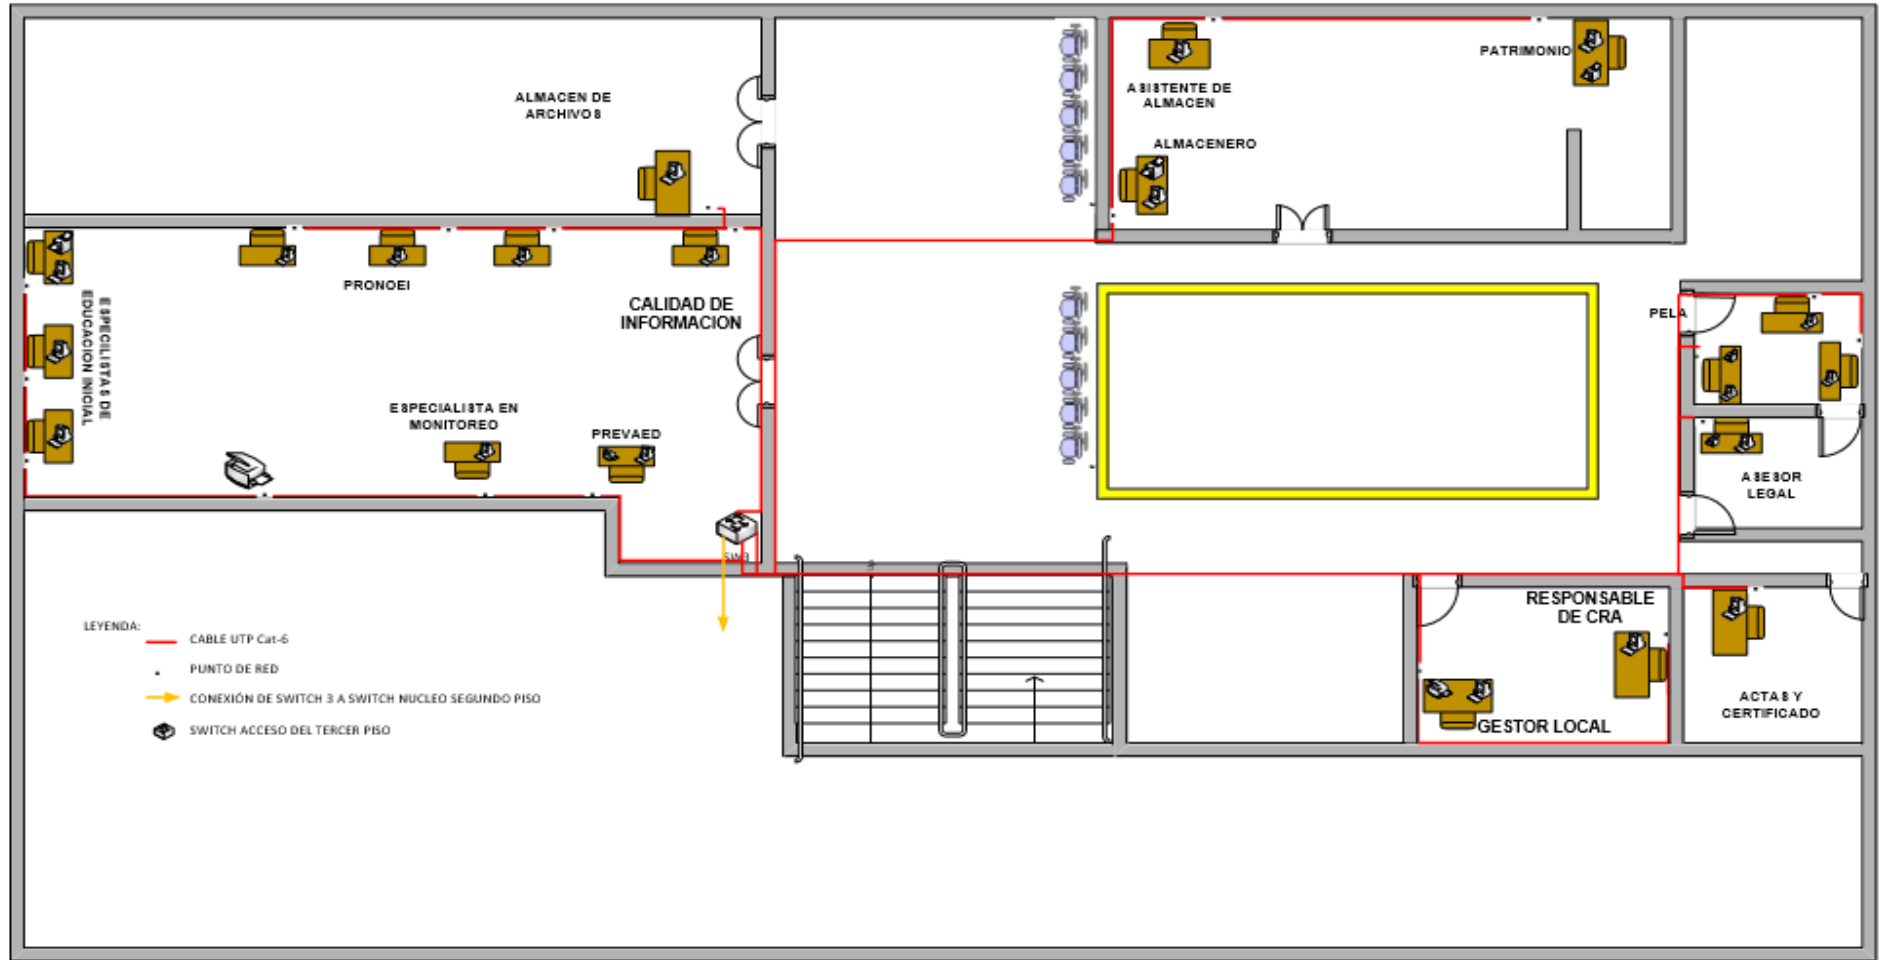 ALMACEN DE
ARCHIVOS
ASISTENTE DE
ALMACEN
PATRIMONIO
ALMACENERO
PRONOEI
ESPECILISTAS DE
EDUCACION INICIAL
CALIDAD DE
INFORMACION
ESPECIALISTA EN
MONITOREO
PREVAED
SW3
PELA
ASESOR
LEGAL
RESPONSABLE
DE CRA
GESTOR LOCAL
ACTAS Y
CERTIFICADO
LEYENDA:
CABLE UTP Cat-6
PUNTO DE RED
CONEXIÓN DE SWITCH 3 A SWITCH NUCLEO SEGUNDO PISO
SWITCH ACCESO DEL TERCER PISO